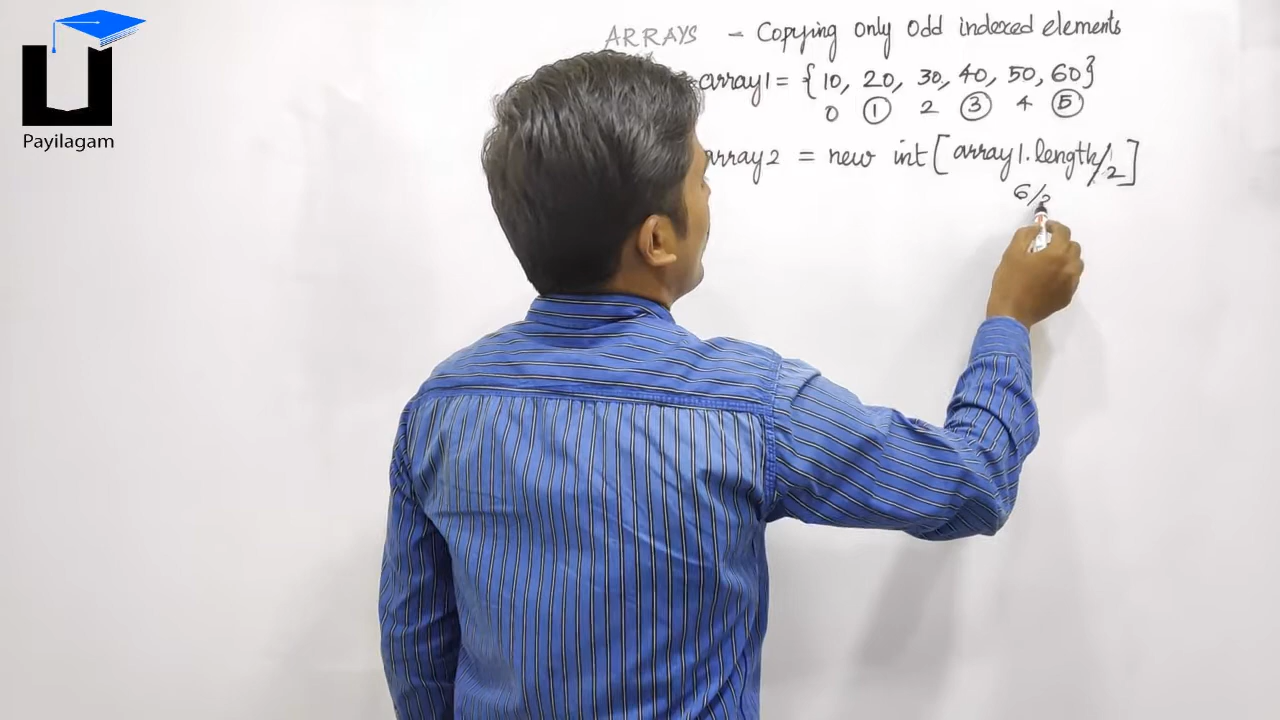 Payilagam
ARRAYS - Copying only odd indexed elements
array1 = {10, 20, 30, 40, 50, 60}
0 1 2 3 4 5
array2 = new int[array1.length/2]
6/2